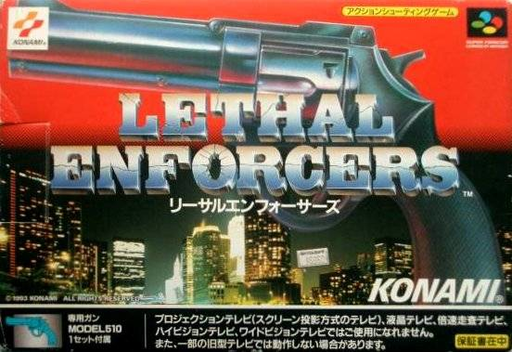 KONAMI
アクションシューティングゲーム
LETHAL
ENFORCERS
TM
リーサルエンフォーサーズ
©1993 KONAMI ALL RIGHTS RESERVED.
KONAMI®
専用ガン
MODEL510
1セット付属
プロジェクションテレビ(スクリーン投影方式のテレビ)、液晶テレビ、倍速走査テレビ、
ハイビジョンテレビ、ワイドビジョンテレビではご使用になれません。
また、一部の旧型テレビでは動作しない場合があります。
保証書在中